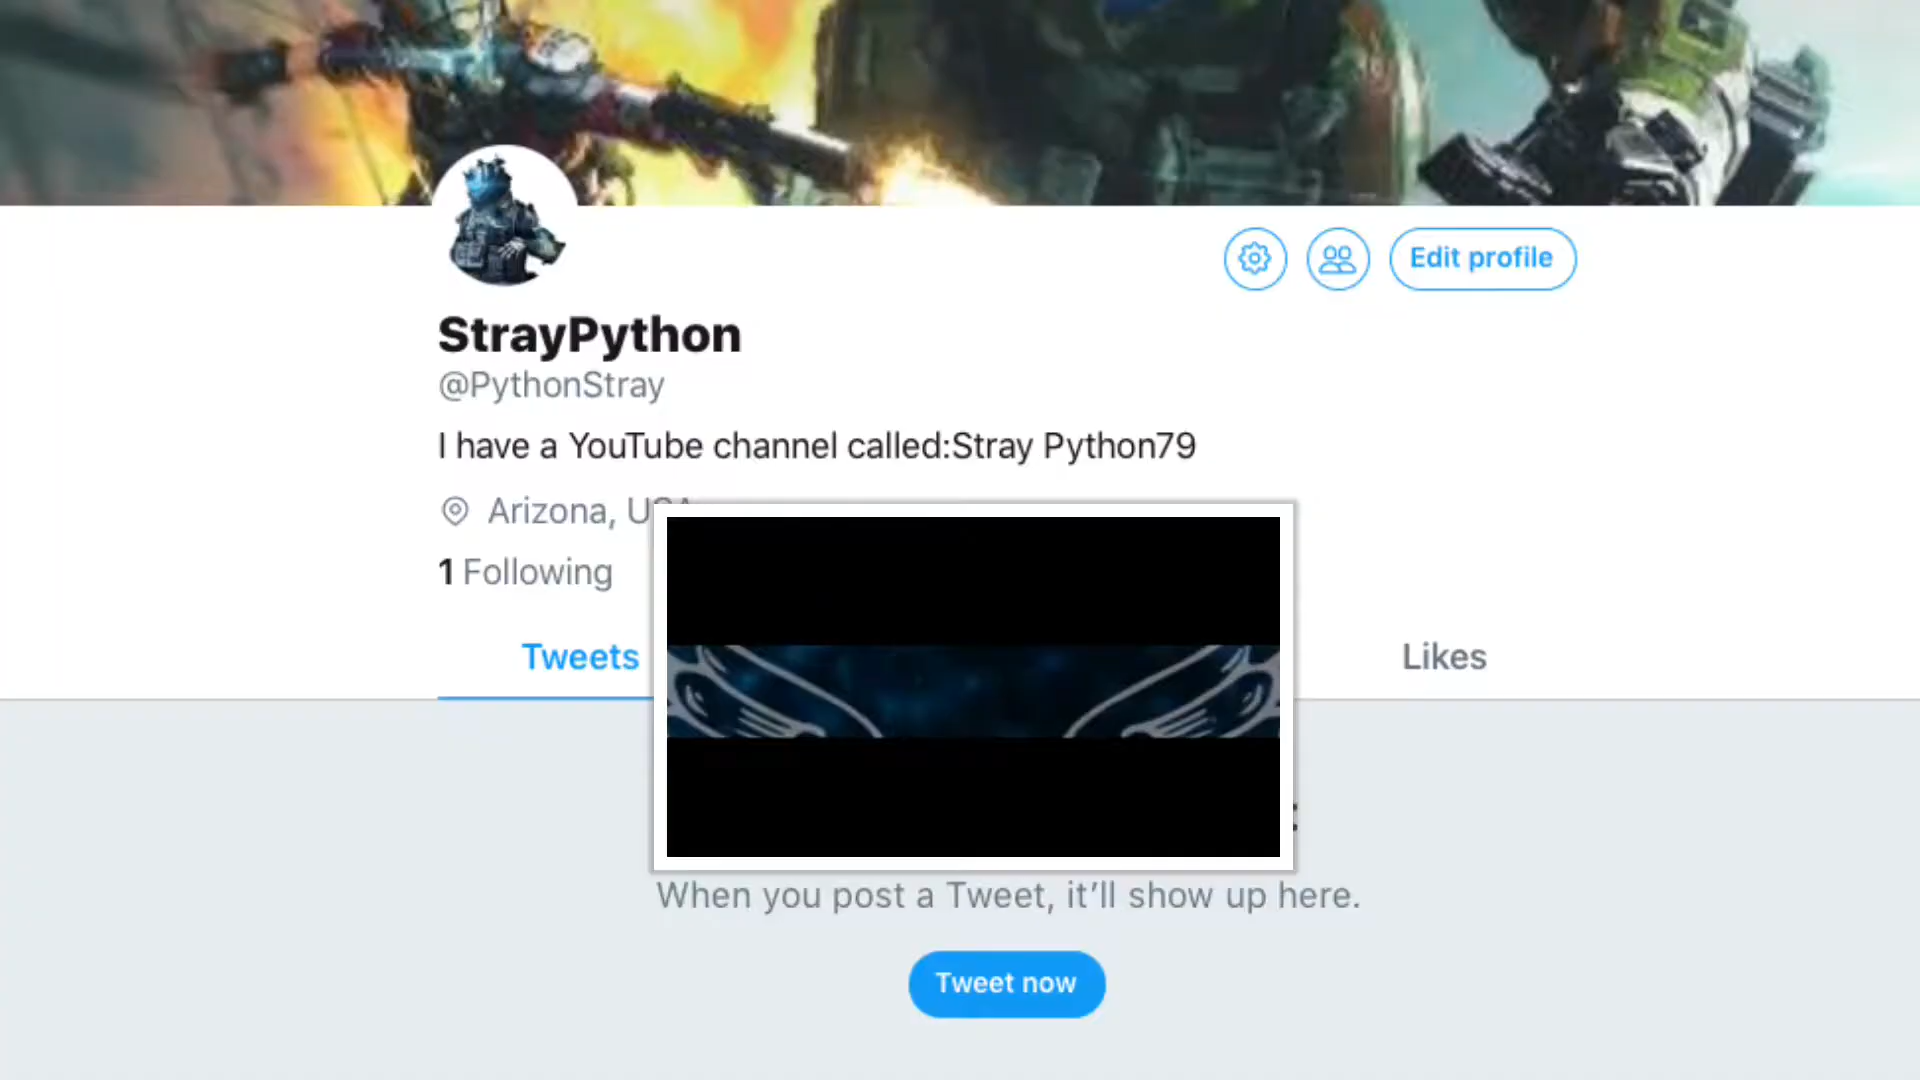 Edit profile
StrayPython
@PythonStray
I have a YouTube channel called:Stray Python79
Arizona,
1 Following
Tweets
Likes
When you post a Tweet, it’ll show up here.
Tweet now